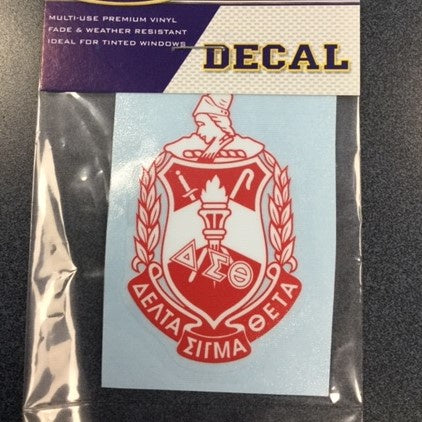 MULTI-USE PREMIUM VINYL
FADE & WEATHER RESISTANT
IDEAL FOR TINTED WINDOWS
DECAL
ΔΣΘ
ΔΕΛΤΑ
ΣΙΓΜΑ
ΘΕΤΑ